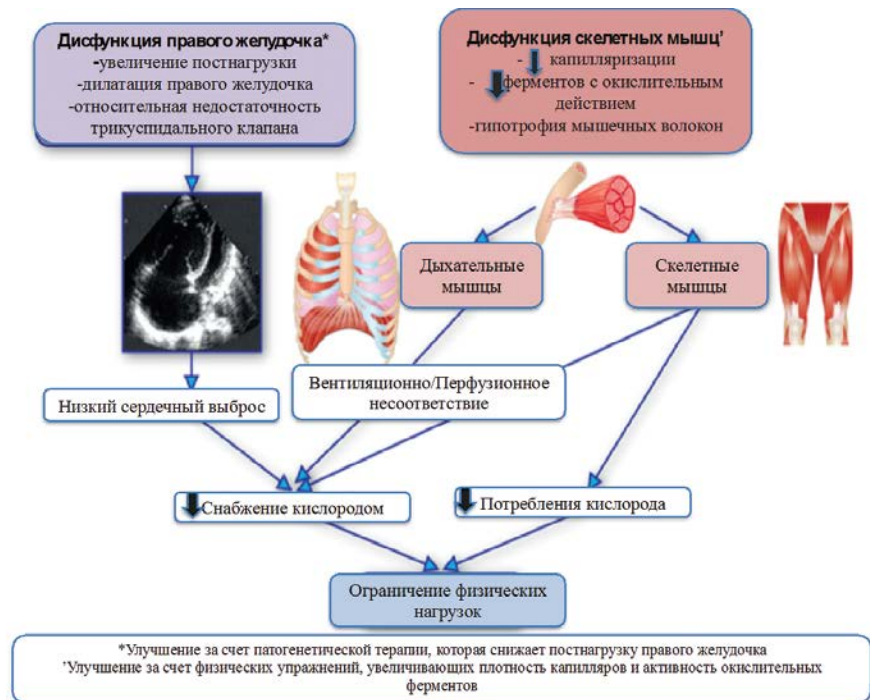 Дисфункция правого желудочка*
-увеличение постнагрузки
-дилатация правого желудочка
-относительная недостаточность
трикуспидального клапана
Дисфункция скелетных мышц'
- капилляризации
- ферментов с окислительным
действием
-гипотрофия мышечных волокон
Дыхательные
мышцы
Скелетные
мышцы
Вентиляционно/Перфузионное
несоответствие
Низкий сердечный выброс
Снабжение кислородом
Потребления кислорода
Ограничение физических
нагрузок
*Улучшение за счет патогенетической терапии, которая снижает постнагрузку правого желудочка
'Улучшение за счет физических упражнений, увеличивающих плотность капилляров и активность окислительных
ферментов